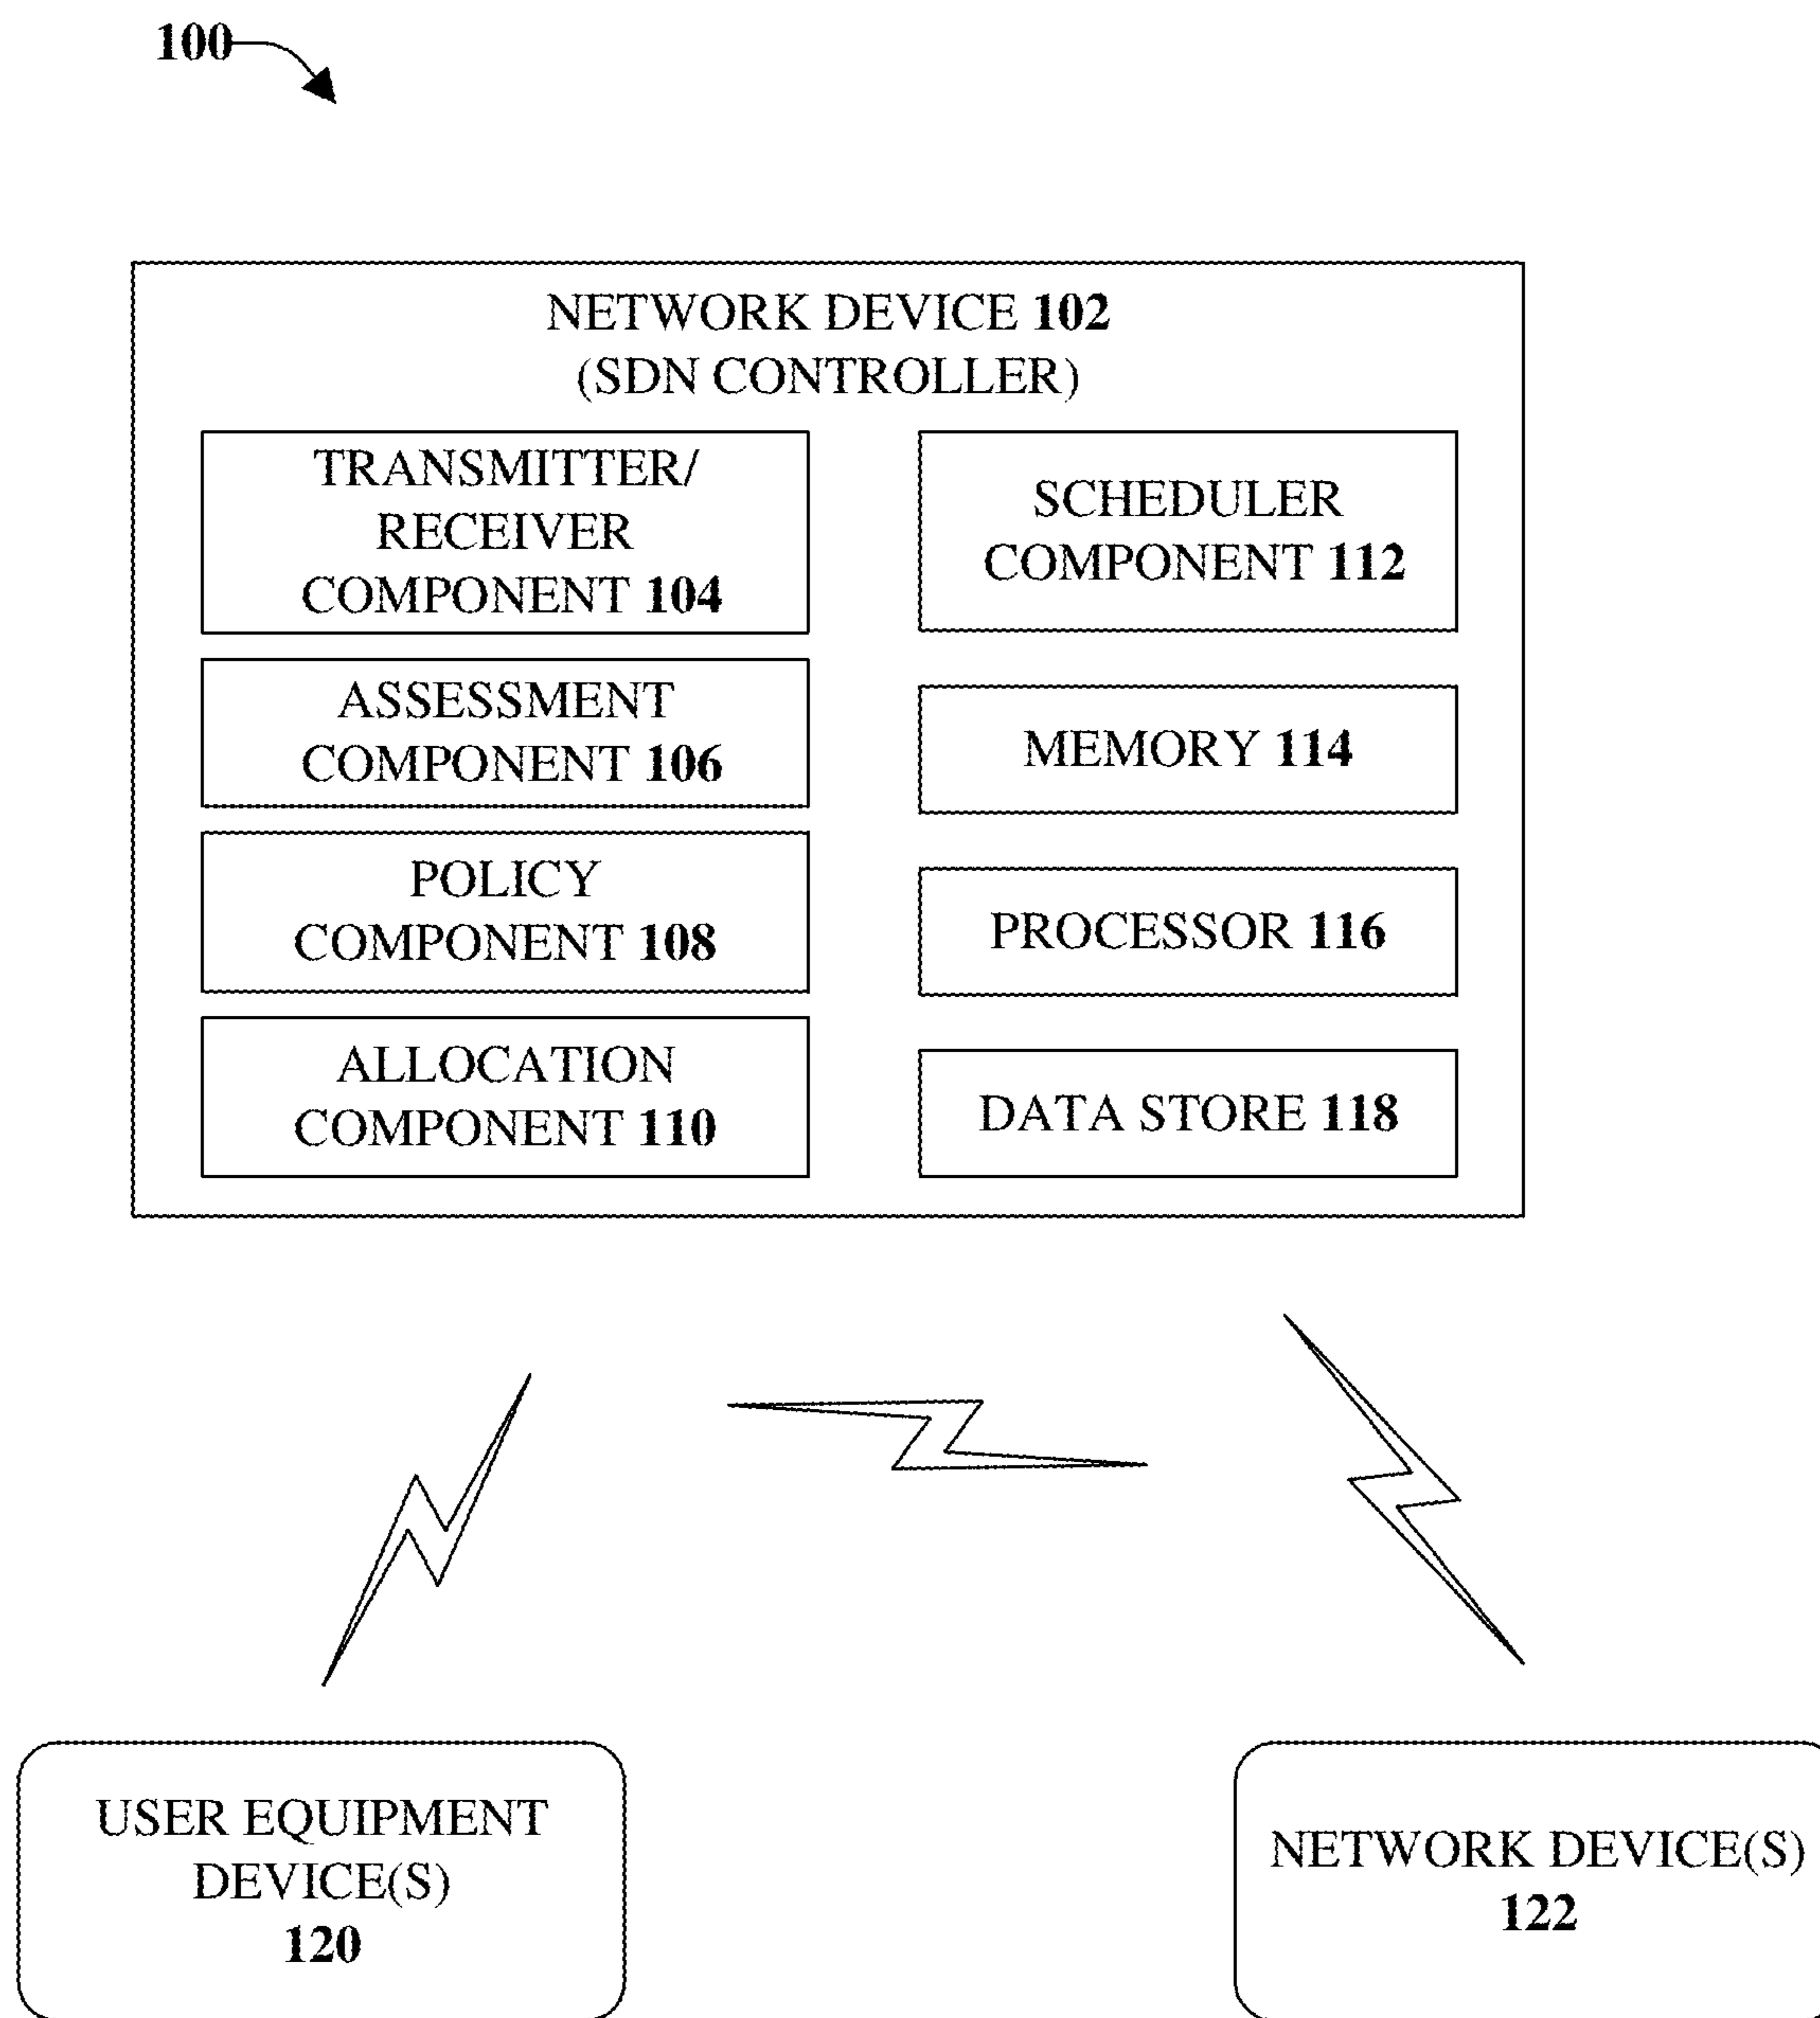 100
NETWORK DEVICE 102
(SDN CONTROLLER)
TRANSMITTER/
RECEIVER
COMPONENT 104
ASSESSMENT
COMPONENT 106
POLICY
COMPONENT 108
ALLOCATION
COMPONENT 110
SCHEDULER
COMPONENT 112
MEMORY 114
PROCESSOR 116
DATA STORE 118
USER EQUIPMENT
DEVICE(S)
120
NETWORK DEVICE(S)
122